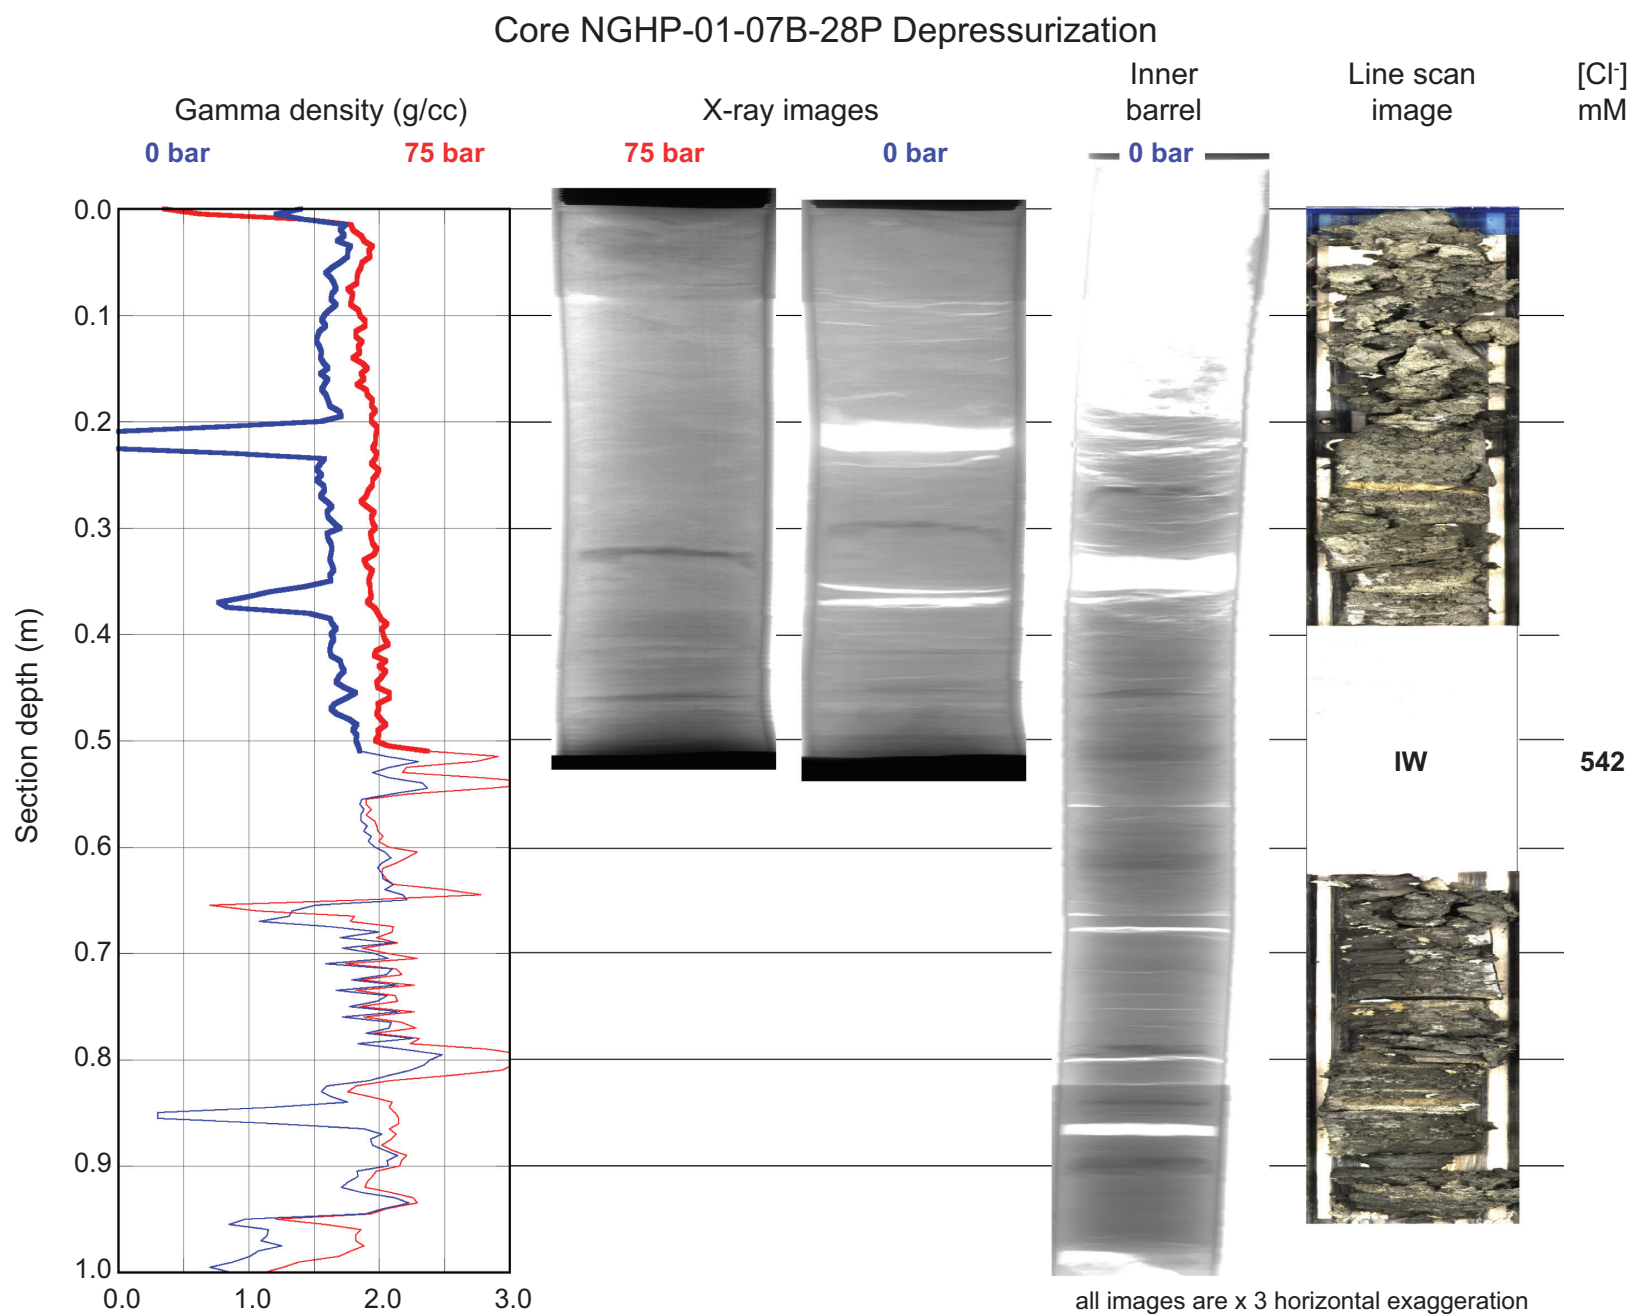 Core NGHP-01-07B-28P Depressurization
Gamma density (g/cc)
0 bar
75 bar
X-ray images
75 bar
0 bar
Inner
barrel
0 bar
Line scan
image
[Cl-]
mM
Section depth (m)
0.0
0.1
0.2
0.3
0.4
0.5
0.6
0.7
0.8
0.9
1.0
0.0
1.0
2.0
3.0
IW
542
all images are x 3 horizontal exaggeration